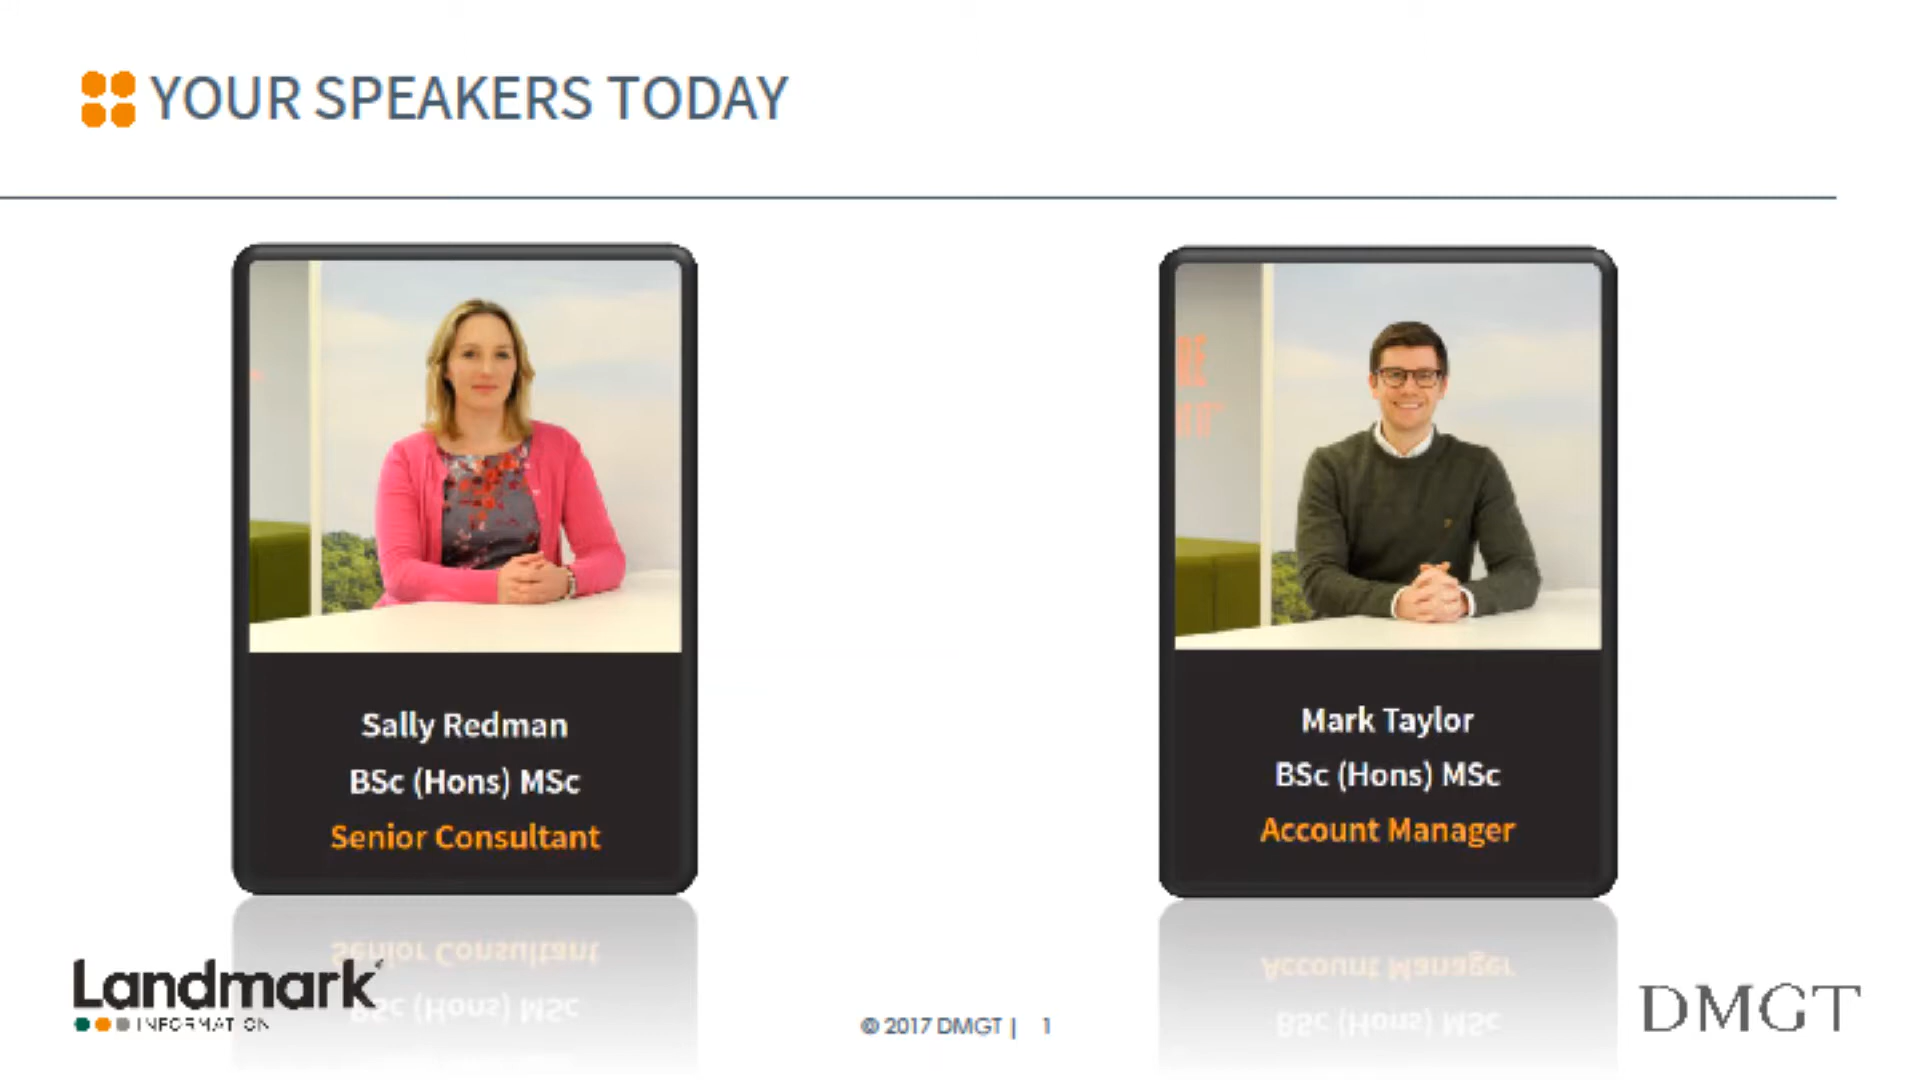 YOUR SPEAKERS TODAY
Sally Redman
BSc (Hons) MSc
Senior Consultant
Mark Taylor
BSc (Hons) MSc
Account Manager
Landmark
INFORMATION
© 2017 DMGT | 1
DMGT